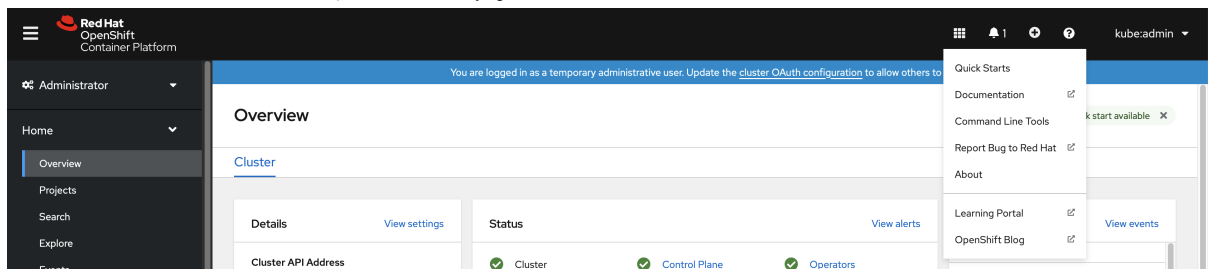 Red Hat
OpenShift
Container Platform
1
kube:admin
Administrator
You are logged in as a temporary administrative user. Update the cluster OAuth configuration to allow others to
Home
Overview
Projects
Search
Explore
Events
Overview
k start available
Cluster
Details
View settings
Status
View alerts
View events
Cluster API Address
Cluster
Control Plane
Operators
Quick Starts
Documentation
Command Line Tools
Report Bug to Red Hat
About
Learning Portal
OpenShift Blog